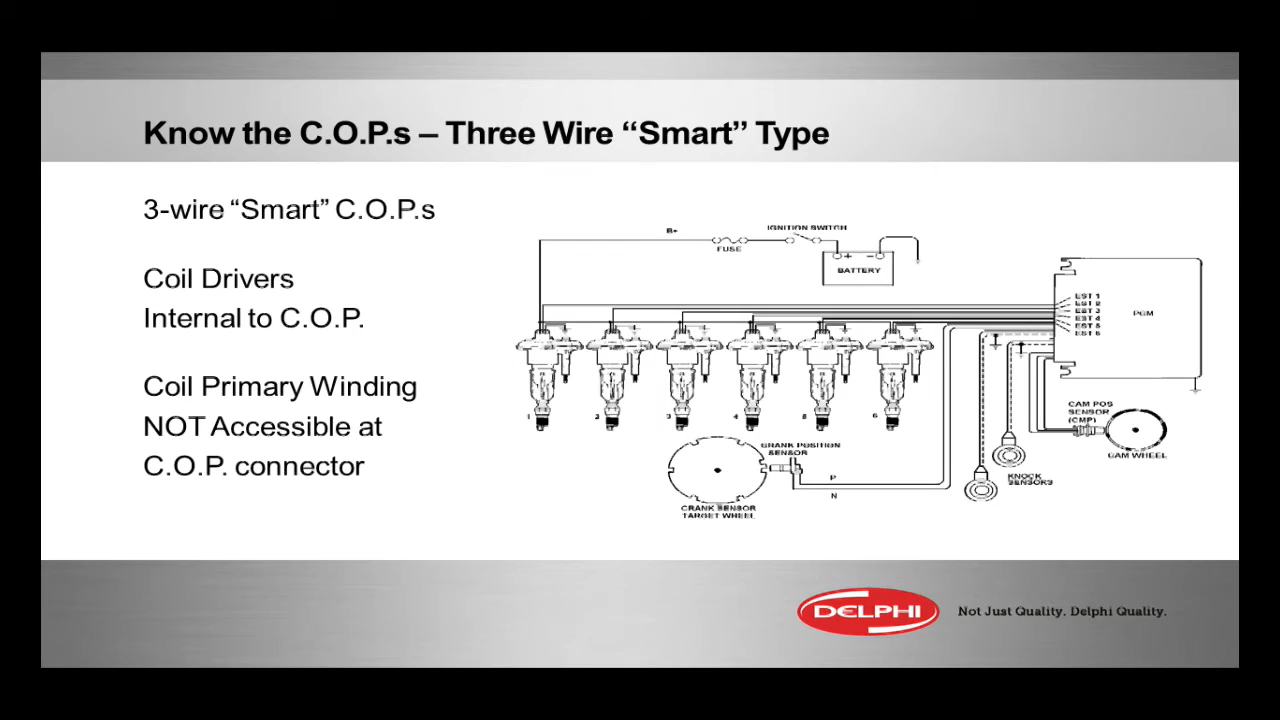 Know the C.O.P.s – Three Wire “Smart” Type
3-wire “Smart” C.O.P.s
Coil Drivers
Internal to C.O.P.
Coil Primary Winding
NOT Accessible at
C.O.P. connector
B+
IGNITION SWITCH
FUSE
+ –
BATTERY
EST 1
EST 2
EST 3
EST 4
EST 5
EST 6
PCM
1 2 3 4 5 6
CAM POS
SENSOR
(CMP)
CAM WHEEL
CRANK POSITION
SENSOR
P
N
KNOCK
SENSORS
CRANK SENSOR
TARGET WHEEL
DELPHI
Not Just Quality. Delphi Quality.